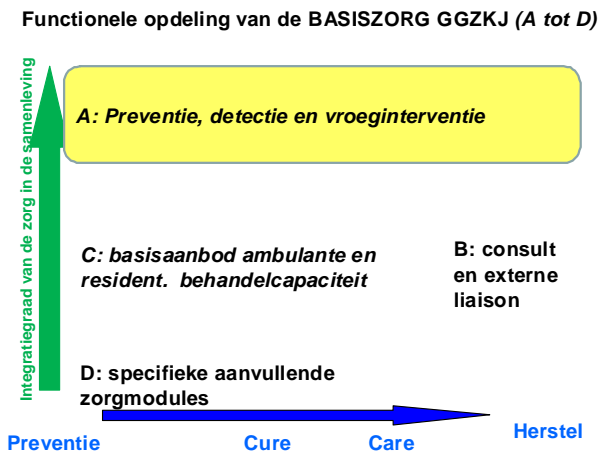 Functionele opdeling van de BASISZORG GGZKJ (A tot D)
Integratiegraad van de zorg in de samenleving
A: Preventie, detectie en vroeginterventie
C: basisaanbod ambulante en
resident. behandelcapaciteit
B: consult
en externe
liaison
D: specifieke aanvullende
zorgmodules
Preventie
Cure
Care
Herstel